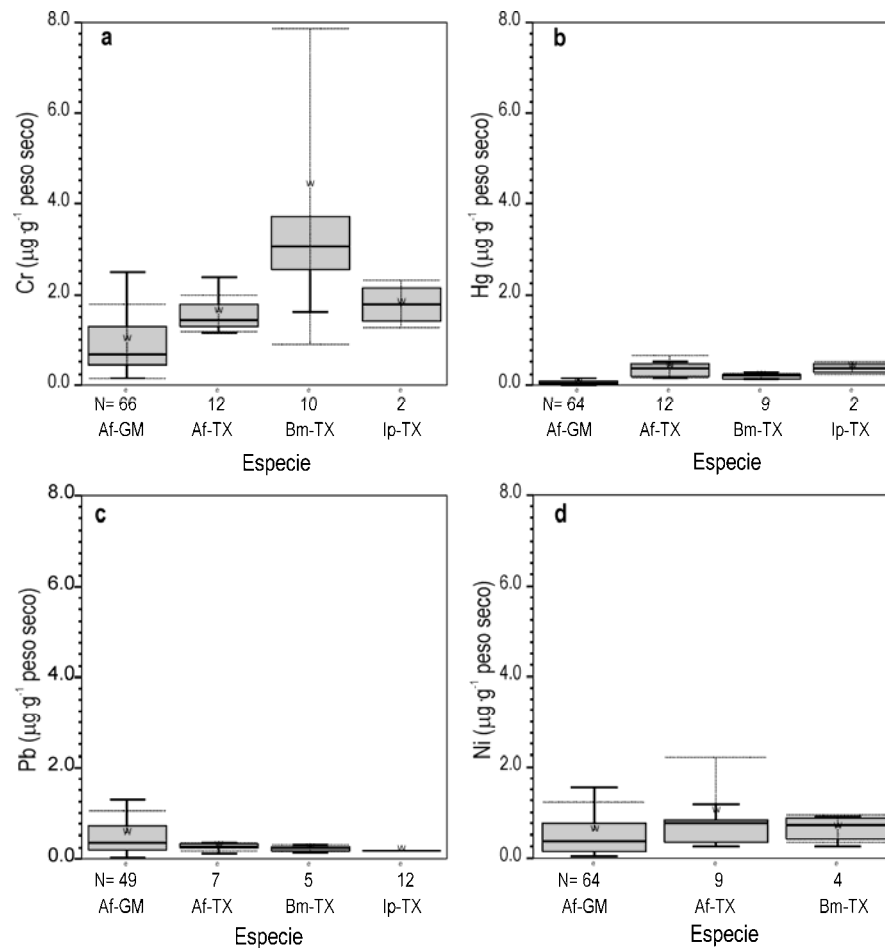 a
8.0
6.0
4.0
2.0
0.0
Cr (µg·g⁻¹ peso seco)
w w w w
N= 66 12 10 2
Af-GM Af-TX Bm-TX Ip-TX
Especie
b
8.0
6.0
4.0
2.0
0.0
Hg (µg·g⁻¹ peso seco)
w w
N= 64 12 9 2
Af-GM Af-TX Bm-TX Ip-TX
Especie
c
8.0
6.0
4.0
2.0
0.0
Pb (µg·g⁻¹ peso seco)
w w
N= 49 7 5 12
Af-GM Af-TX Bm-TX Ip-TX
Especie
d
8.0
6.0
4.0
2.0
0.0
Ni (µg·g⁻¹ peso seco)
w w w
N= 64 9 4
Af-GM Af-TX Bm-TX
Especie